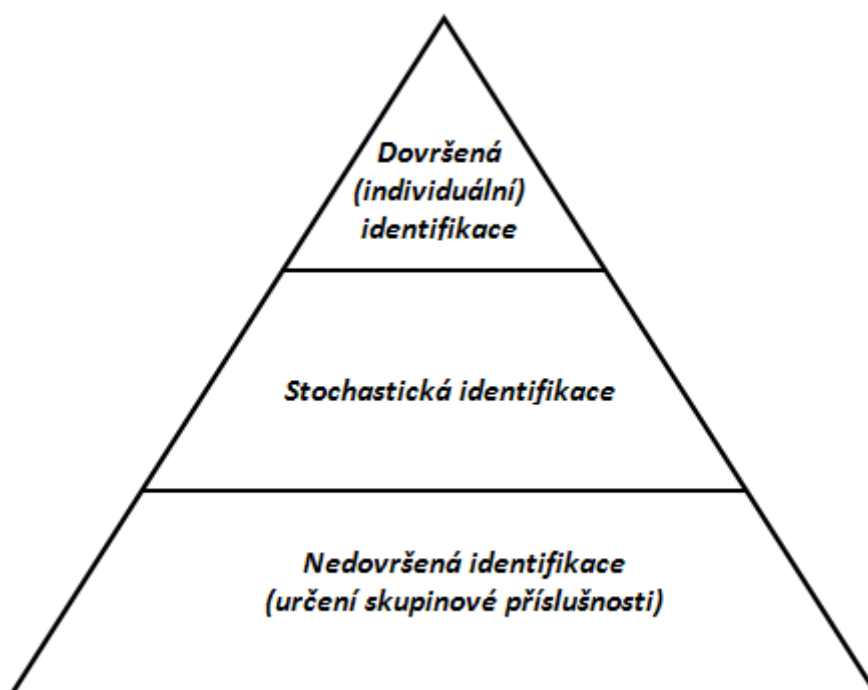 Dovršená
(individuální)
identifikace
Stochastická identifikace
Nedovršená identifikace
(určení skupinové příslušnosti)